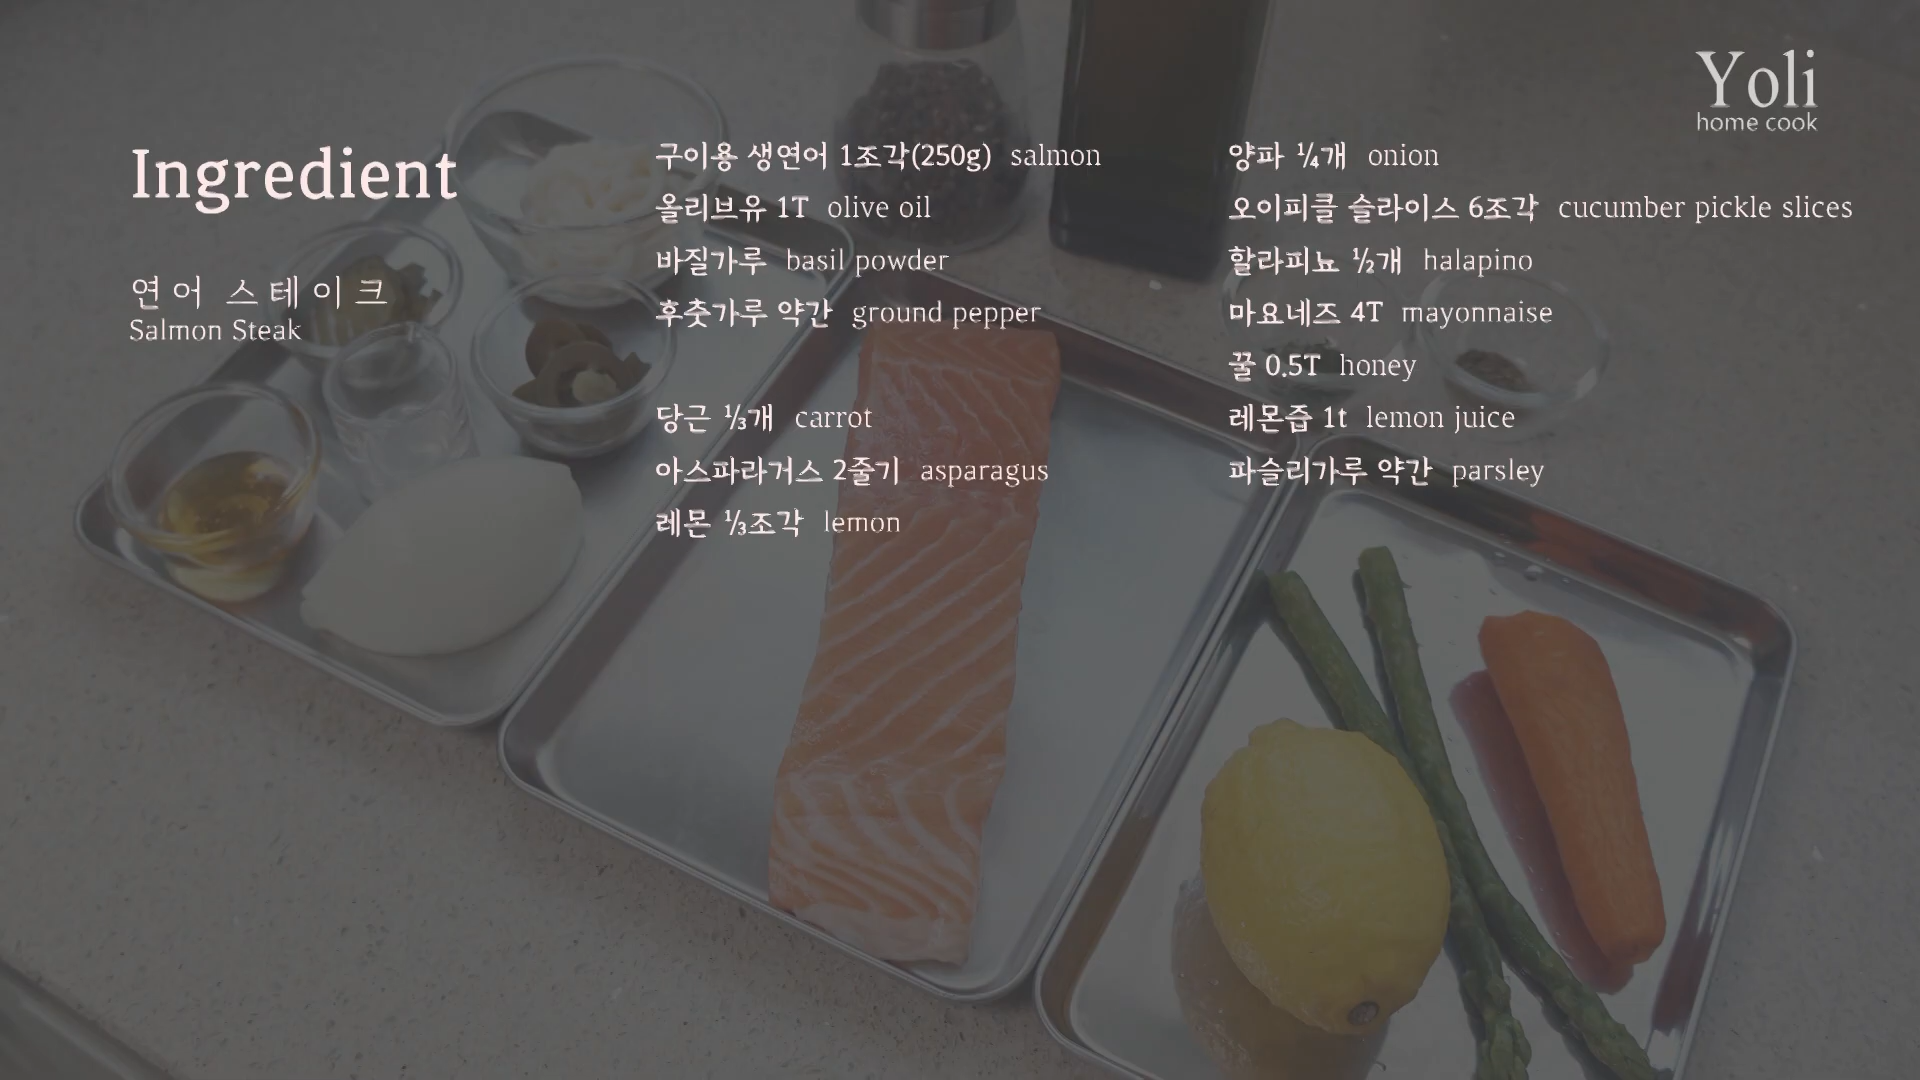 Yoli
home cook
Ingredient
연어 스테이크
Salmon Steak
구이용 생연어 1조각(250g) salmon
올리브유 1T olive oil
바질가루 basil powder
후춧가루 약간 ground pepper
당근 ⅓개 carrot
아스파라거스 2줄기 asparagus
레몬 ⅓조각 lemon
양파 ¼개 onion
오이피클 슬라이스 6조각 cucumber pickle slices
할라피뇨 ½개 halapino
마요네즈 4T mayonnaise
꿀 0.5T honey
레몬즙 1t lemon juice
파슬리가루 약간 parsley